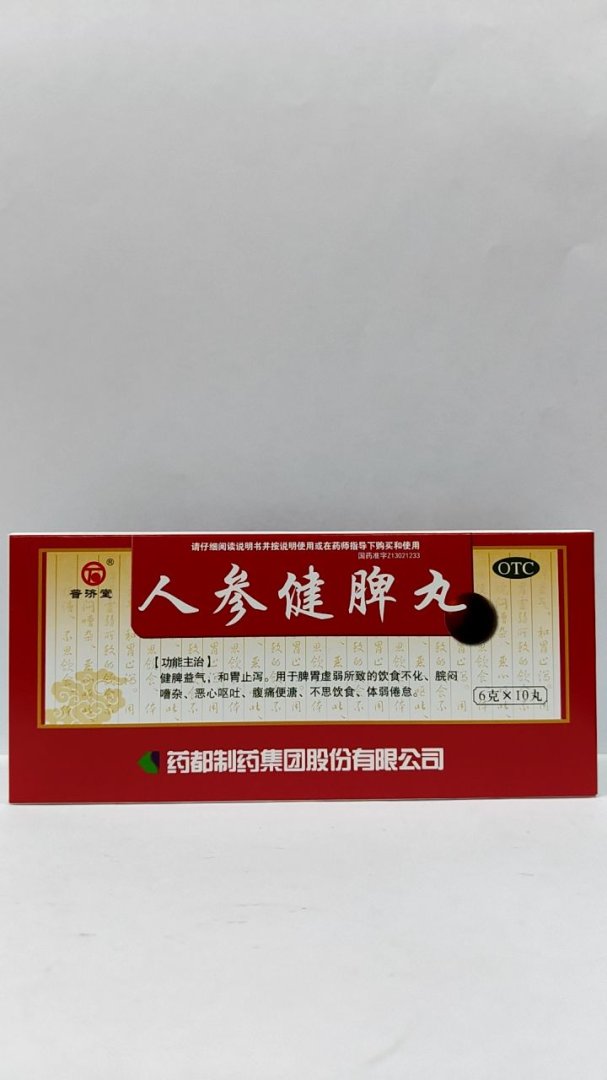 请仔细阅读说明书并按说明使用或在药师指导下购买和使用
国药准字Z13021233
®
普济堂
人参健脾丸
OTC
【功能主治】
健脾益气，和胃止泻。用于脾胃虚弱所致的饮食不化、脘闷
嘈杂、恶心呕吐、腹痛便溏、不思饮食、体弱倦怠。
6克×10丸
药都制药集团股份有限公司